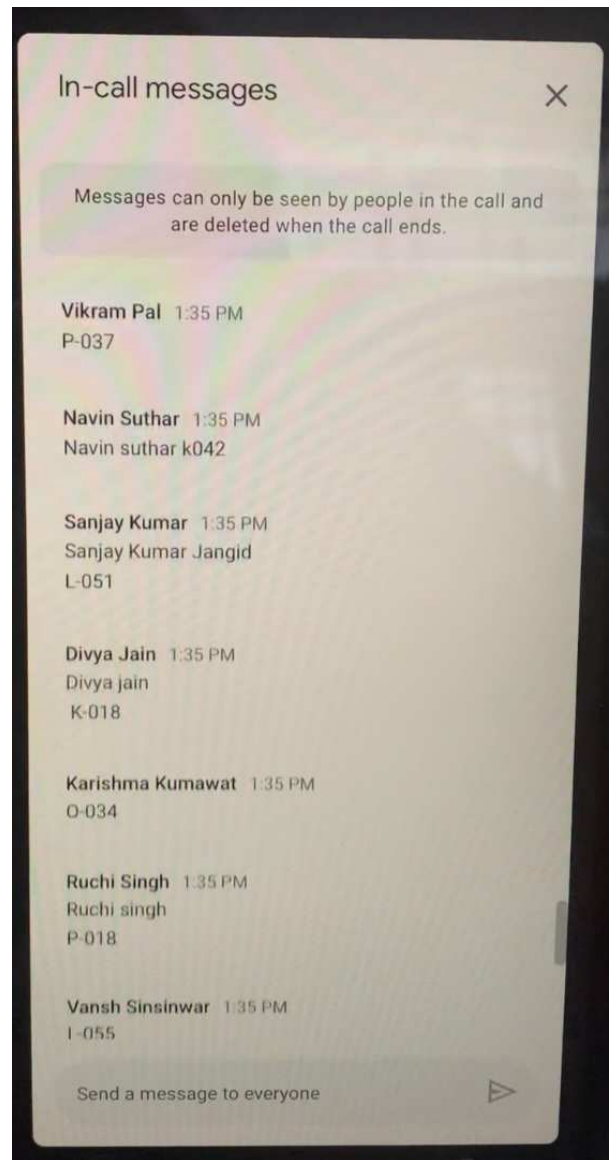 In-call messages
Messages can only be seen by people in the call and
are deleted when the call ends.
Vikram Pal 1:35 PM
P-037
Navin Suthar 1:35 PM
Navin suthar k042
Sanjay Kumar 1:35 PM
Sanjay Kumar Jangid
L-051
Divya Jain 1:35 PM
Divya jain
K-018
Karishma Kumawat 1:35 PM
O-034
Ruchi Singh 1:35 PM
Ruchi singh
P-018
Vansh Sinsinwar 1:35 PM
Send a message to everyone